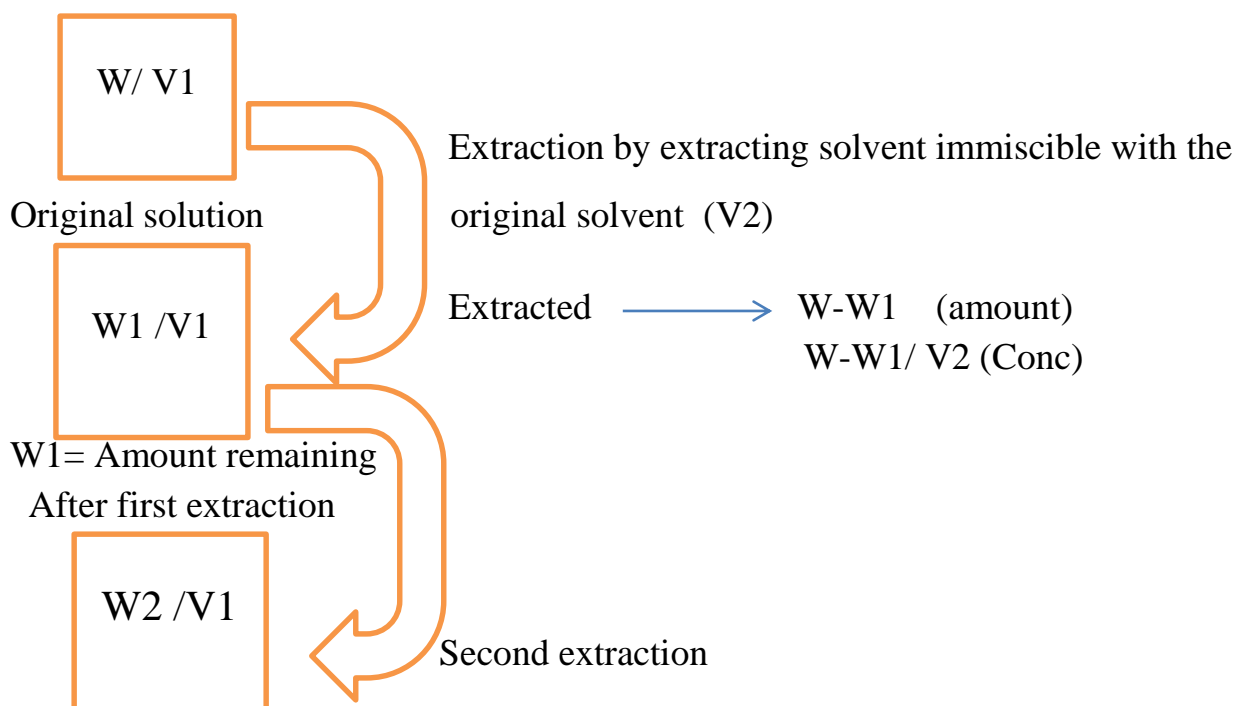 W/ V1
Extraction by extracting solvent immiscible with the
Original solution
original solvent (V2)
Extracted
W-W1 (amount)
W1 /V1
W-W1/ V2 (Conc)
W1= Amount remaining
After first extraction
W2 /V1
Second extraction